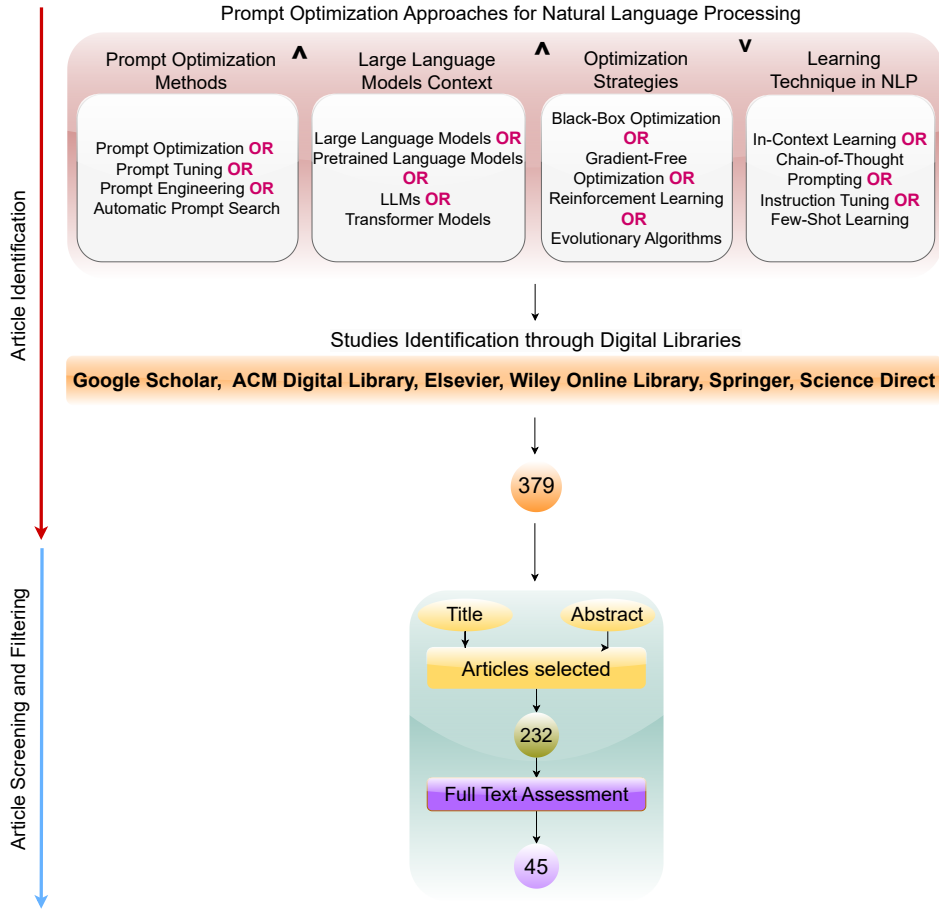 Prompt Optimization Approaches for Natural Language Processing
Prompt Optimization
Methods
∧
Large Language
Models Context
∧
Optimization
Strategies
∨
Learning
Technique in NLP
Prompt Optimization OR
Prompt Tuning OR
Prompt Engineering OR
Automatic Prompt Search
Large Language Models OR
Pretrained Language Models
OR
LLMs OR
Transformer Models
Black-Box Optimization
OR
Gradient-Free
Optimization OR
Reinforcement Learning
OR
Evolutionary Algorithms
In-Context Learning OR
Chain-of-Thought
Prompting OR
Instruction Tuning OR
Few-Shot Learning
Article Identification
Studies Identification through Digital Libraries
Google Scholar, ACM Digital Library, Elsevier, Wiley Online Library, Springer, Science Direct
379
Article Screening and Filtering
Title
Abstract
Articles selected
232
Full Text Assessment
45